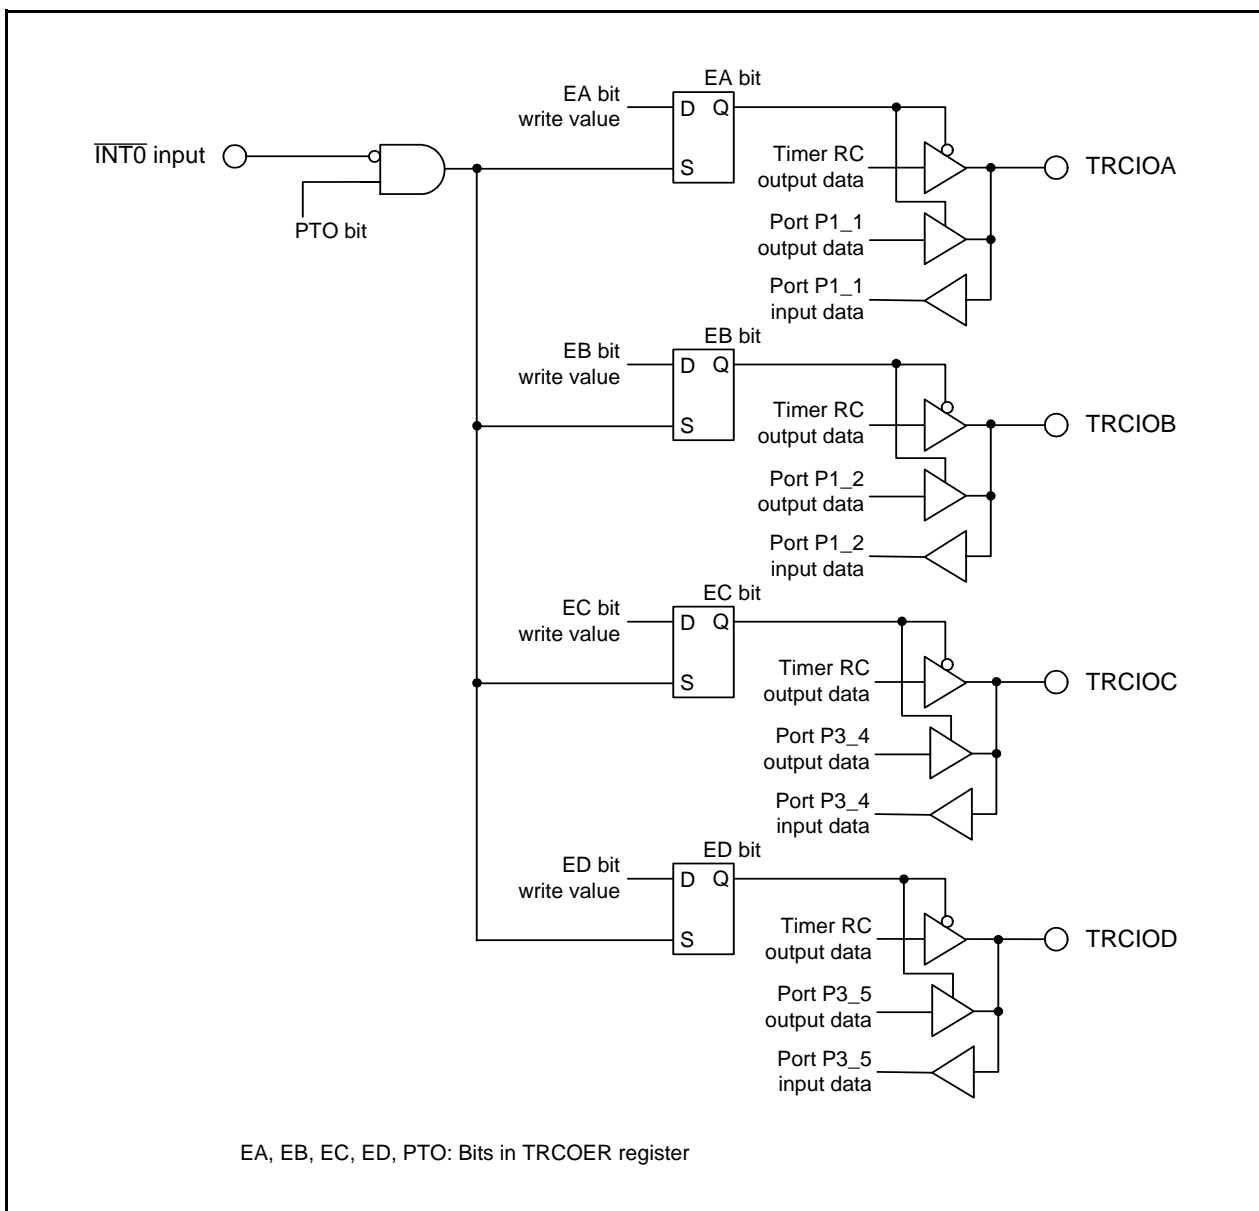 EA bit
EA bit
write value
D Q
S
INT0 input
PTO bit
Timer RC
output data
TRCIOA
Port P1_1
output data
Port P1_1
input data
EB bit
EB bit
write value
D Q
S
Timer RC
output data
TRCIOB
Port P1_2
output data
Port P1_2
input data
EC bit
EC bit
write value
D Q
S
Timer RC
output data
TRCIOC
Port P3_4
output data
Port P3_4
input data
ED bit
ED bit
write value
D Q
S
Timer RC
output data
TRCIOD
Port P3_5
output data
Port P3_5
input data
EA, EB, EC, ED, PTO: Bits in TRCOER register